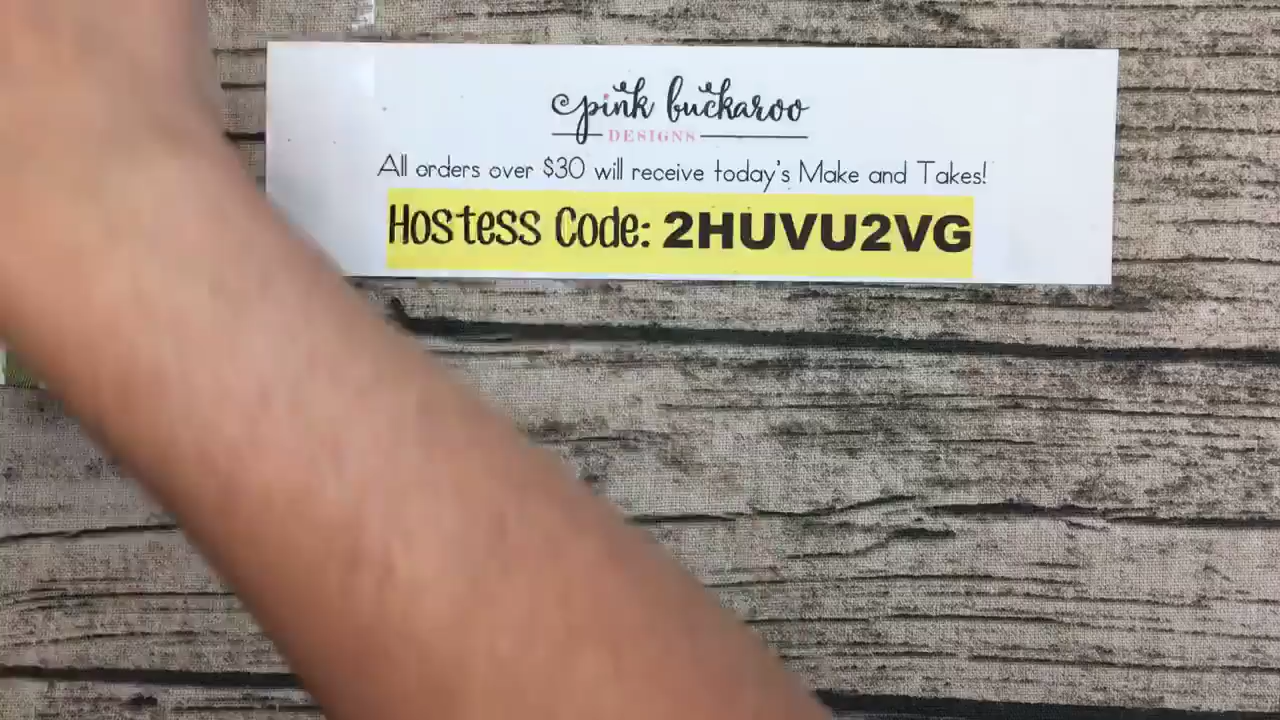 pink buckaroo
DESIGNS
All orders over $30 will receive today's Make and Takes!
Hostess Code: 2HUVU2VG